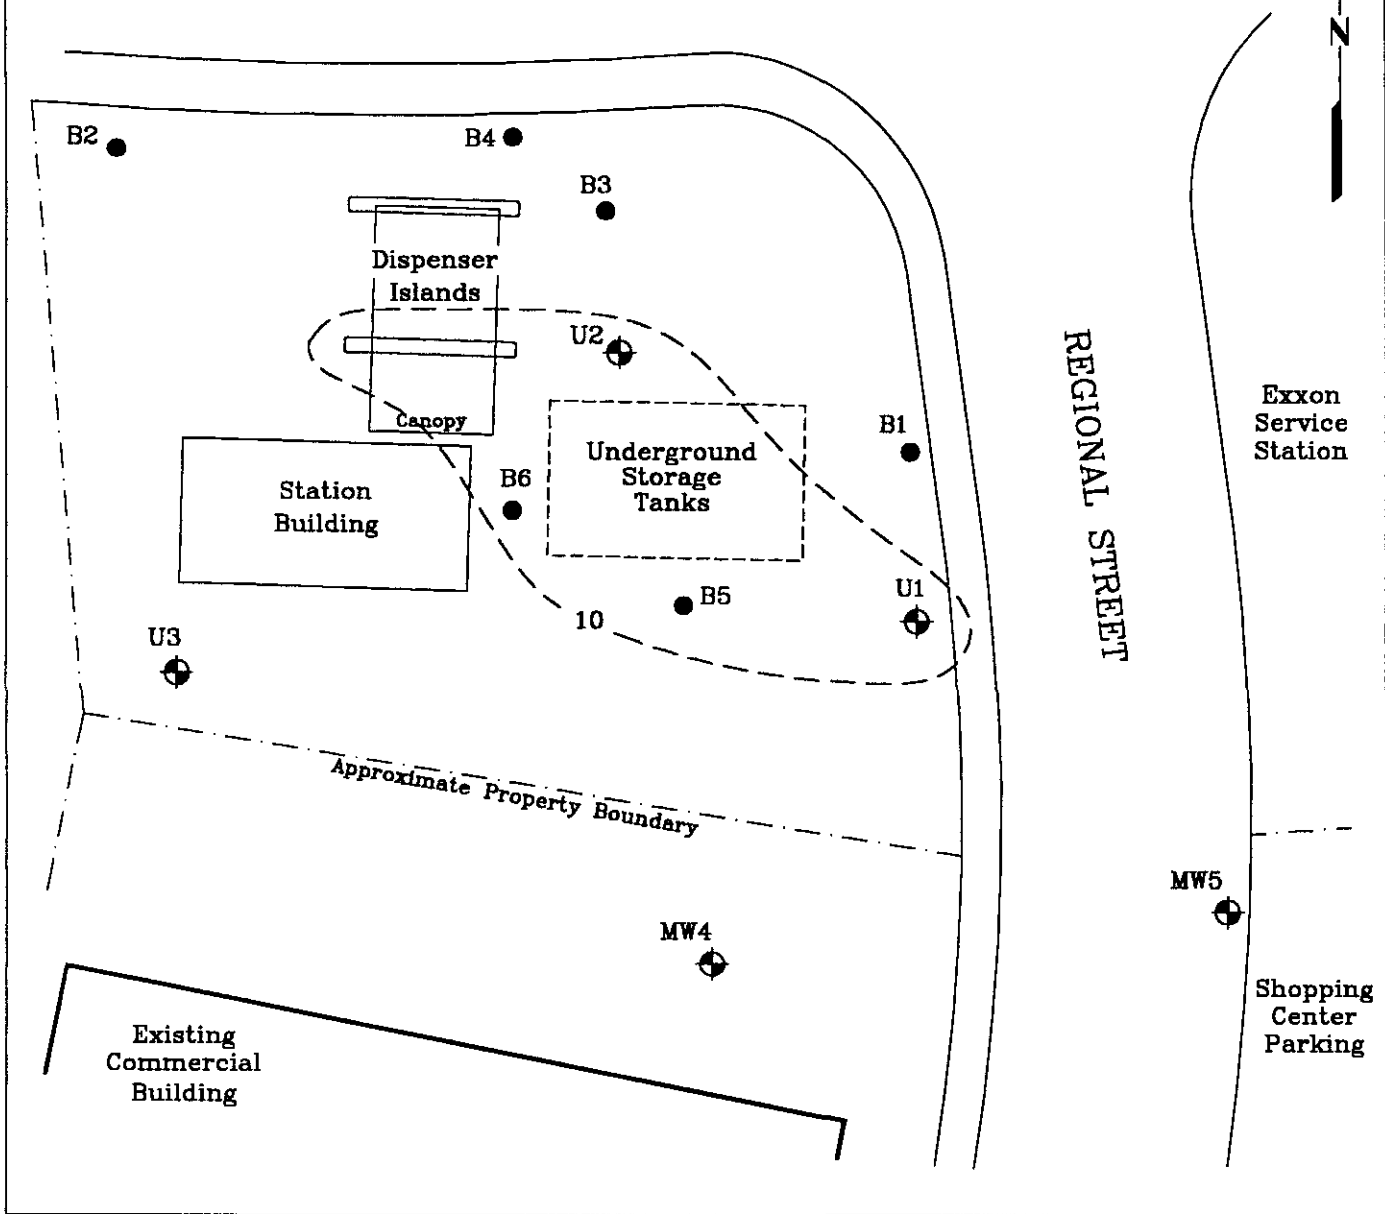 N
B2
B4
B3
Dispenser
Islands
U2
Canopy
B1
Underground
Storage
Tanks
B6
Station
Building
REGIONAL STREET
Exxon
Service
Station
U1
B5
10
U3
Approximate Property Boundary
MW5
MW4
Shopping
Center
Parking
Existing
Commercial
Building